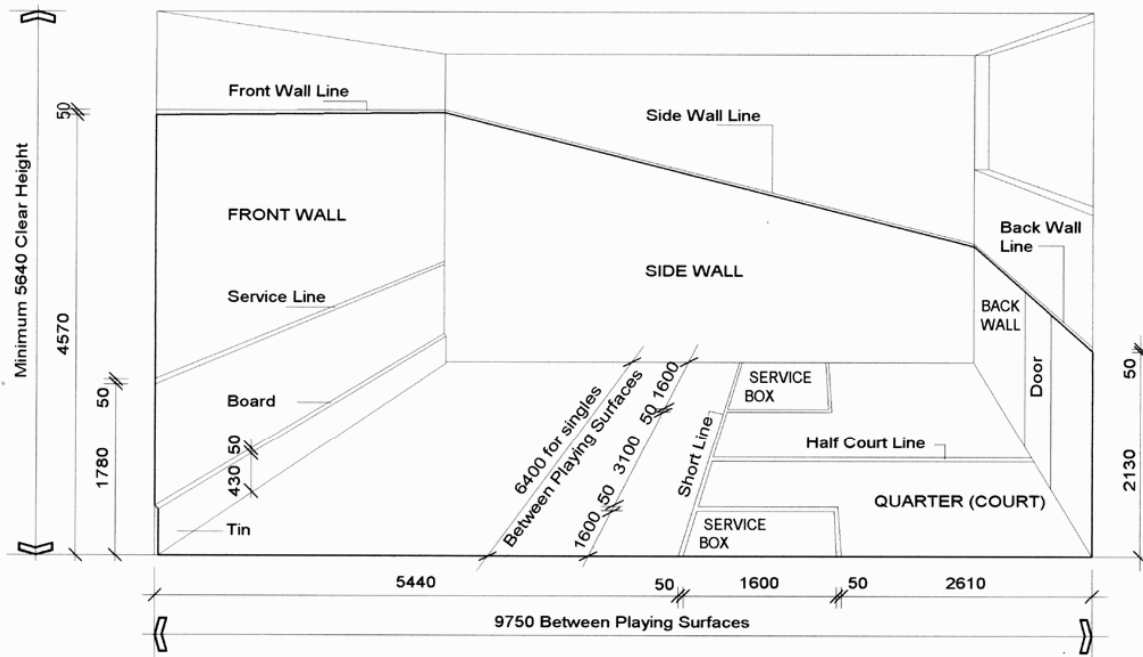 Minimum 5640 Clear Height
50
4570
50
1780
Front Wall Line
FRONT WALL
Service Line
Board
50
430
Tin
Side Wall Line
SIDE WALL
6400 for singles
Between Playing Surfaces
1600
50
3100
50
1600
Short Line
SERVICE
BOX
Half Court Line
QUARTER (COURT)
SERVICE
BOX
Back Wall
Line
BACK
WALL
Door
50
2130
5440
50
1600
50
2610
9750 Between Playing Surfaces